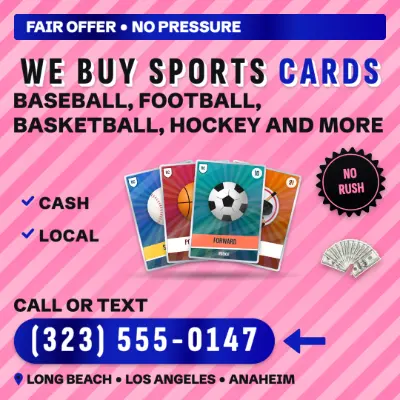 FAIR OFFER • NO PRESSURE
WE BUY SPORTS CARDS
BASEBALL, FOOTBALL,
BASKETBALL, HOCKEY AND MORE
NO
RUSH
CASH
LOCAL
FORWARD
CALL OR TEXT
(323) 555-0147
LONG BEACH • LOS ANGELES • ANAHEIM